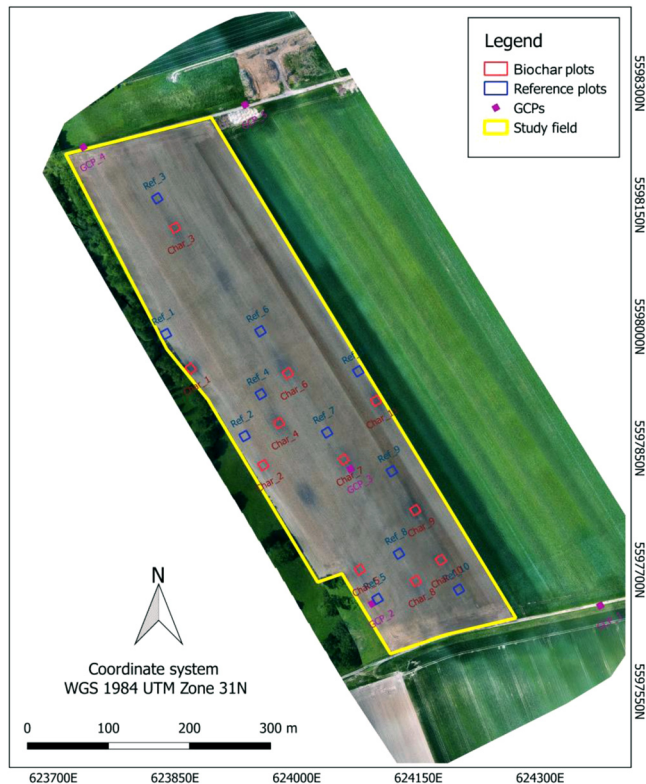 Legend
Biochar plots
Reference plots
GCPs
Study field
5598300N
5598150N
5598000N
5597850N
5597700N
5597550N
GCP_4
Ref_3
Char_3
Ref_1
Ref_6
Char_1
Char_6
Ref_4
Ref_2
Char_4
Ref_7
Char_2
Char_7
Ref_9
Char_9
Ref_8
Ref_5
Char_8
Ref_10
GCP_2
N
Coordinate system
WGS 1984 UTM Zone 31N
0 100 200 300 m
623700E 623850E 624000E 624150E 624300E